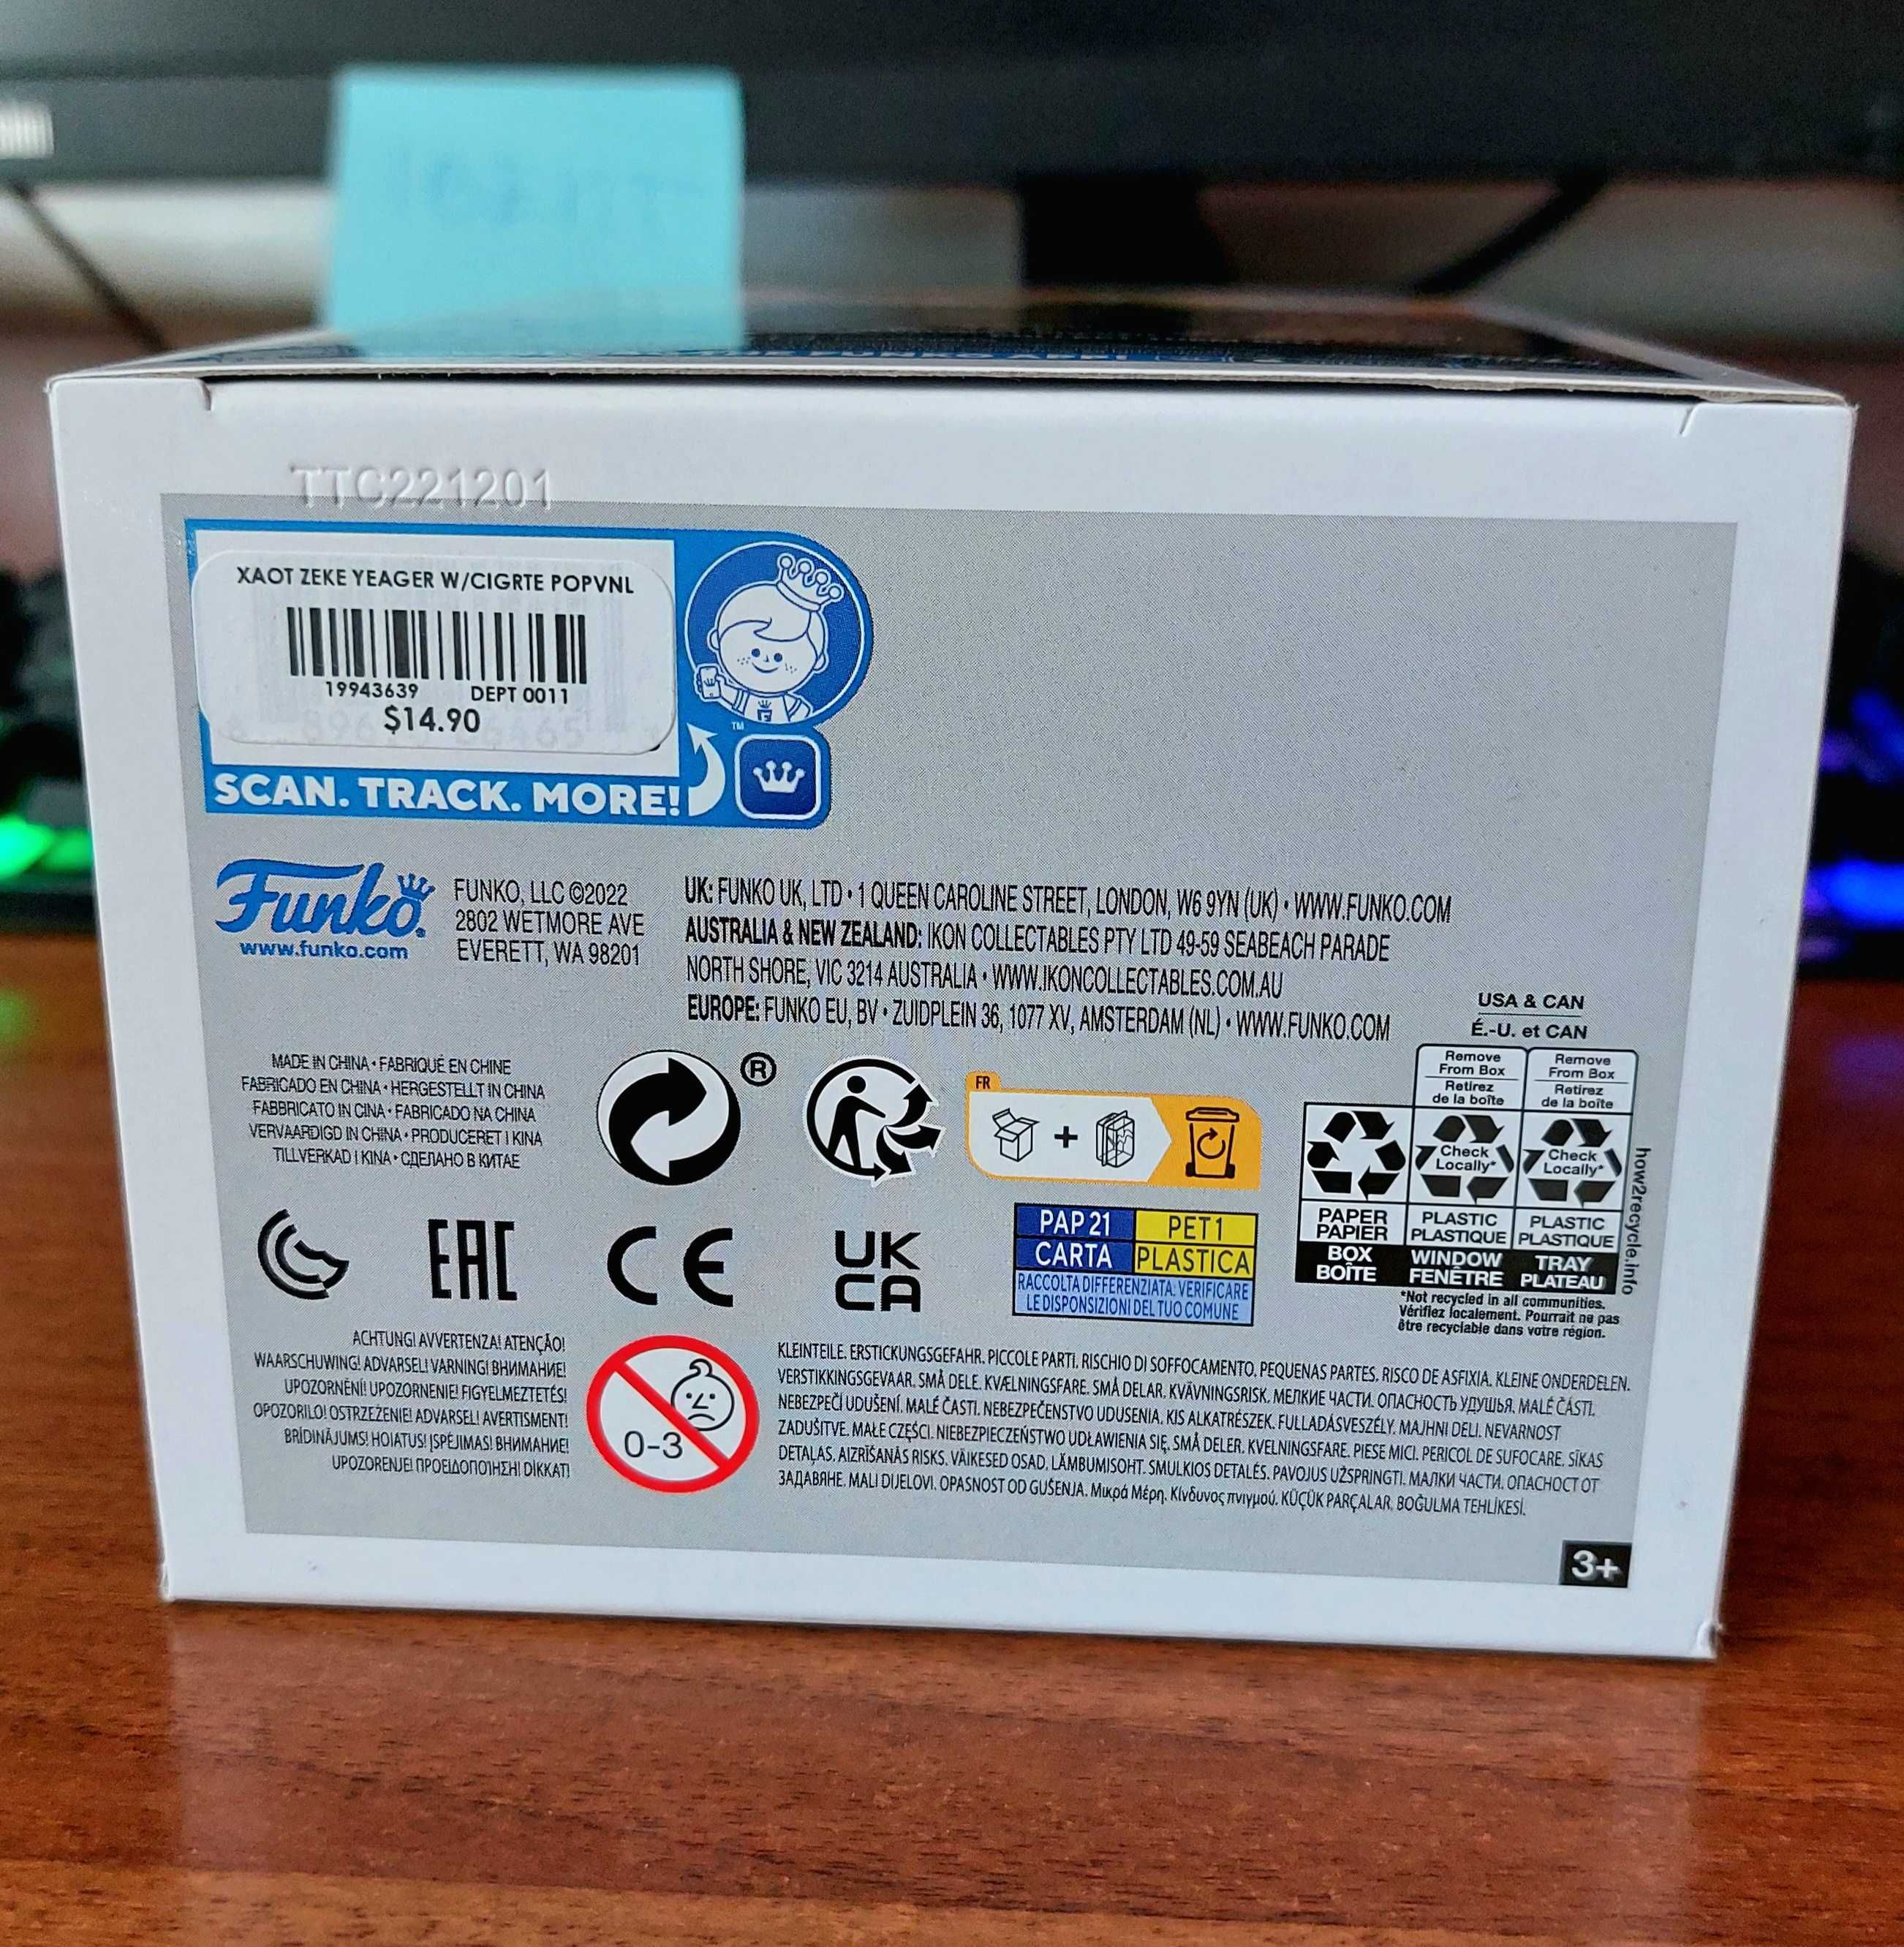 TTC221201
XAOT ZEKE YEAGER W/CIGRTE POPVNL
19943639 DEPT 0011
$14.90
TM
SCAN. TRACK. MORE!
Funko®
www.funko.com
FUNKO, LLC ©2022
2802 WETMORE AVE
EVERETT, WA 98201
UK: FUNKO UK, LTD • 1 QUEEN CAROLINE STREET, LONDON, W6 9YN (UK) • WWW.FUNKO.COM
AUSTRALIA & NEW ZEALAND: IKON COLLECTABLES PTY LTD 49-59 SEABEACH PARADE
NORTH SHORE, VIC 3214 AUSTRALIA • WWW.IKONCOLLECTABLES.COM.AU
EUROPE: FUNKO EU, BV • ZUIDPLEIN 36, 1077 XV, AMSTERDAM (NL) • WWW.FUNKO.COM
MADE IN CHINA • FABRIQUÉ EN CHINE
FABRICADO EN CHINA • HERGESTELLT IN CHINA
FABBRICATO IN CINA • FABRICADO NA CHINA
VERVAARDIGD IN CHINA • PRODUCERET I KINA
TILLVERKAD I KINA • СДЕЛАНО В КИТАЕ
®
FR
+
USA & CAN
É.-U. et CAN
Remove
From Box
Retirez
de la boîte
Remove
From Box
Retirez
de la boîte
Check
Locally*
Check
Locally*
PAPER
PAPIER
PLASTIC
PLASTIQUE
PLASTIC
PLASTIQUE
BOX
BOÎTE
WINDOW
FENÊTRE
TRAY
PLATEAU
how2recycle.info
*Not recycled in all communities.
Vérifiez localement. Pourrait ne pas
être recyclable dans votre région.
EAC
CE
UK
CA
PAP 21
CARTA
PET1
PLASTICA
RACCOLTA DIFFERENZIATA: VERIFICARE
LE DISPONSIZIONI DEL TUO COMUNE
ACHTUNG! AVVERTENZA! ATENÇÃO!
WAARSCHUWING! ADVARSEL! VARNING! ВНИМАНИЕ!
UPOZORNĚNÍ! UPOZORNENIE! FIGYELMEZTETÉS!
OPOZORILO! OSTRZEŻENIE! ADVARSEL! AVERTISMENT!
BRĪDINĀJUMS! HOIATUS! ĮSPĖJIMAS! ВНИМАНИЕ!
UPOZORENJE! ΠΡΟΕΙΔΟΠΟΊΗΣΗ! DİKKAT!
0-3
KLEINTEILE. ERSTICKUNGSGEFAHR. PICCOLE PARTI. RISCHIO DI SOFFOCAMENTO. PEQUENAS PARTES. RISCO DE ASFIXIA. KLEINE ONDERDELEN.
VERSTIKKINGSGEVAAR. SMÅ DELE. KVÆLNINGSFARE. SMÅ DELAR. KVÄVNINGSRISK. МЕЛКИЕ ЧАСТИ. ОПАСНОСТЬ УДУШЬЯ. MALÉ ČÁSTI.
NEBEZPEČÍ UDUŠENÍ. MALÉ ČASTI. NEBEZPEČENSTVO UDUSENIA. KIS ALKATRÉSZEK. FULLADÁSVESZÉLY. MAJHNI DELI. NEVARNOST
ZADUŠITVE. MAŁE CZĘŚCI. NIEBEZPIECZEŃSTWO UDŁAWIENIA SIĘ. SMÅ DELER. KVELNINGSFARE. PIESE MICI. PERICOL DE SUFOCARE. SĪKAS
DETAĻAS. AIZRĪŠANĀS RISKS. VÄIKESED OSAD. LÄMBUMISOHT. SMULKIOS DETALĖS. PAVOJUS UŽSPRINGTI. МАЛКИ ЧАСТИ. ОПАСНОСТ ОТ
ЗАДАВЯНЕ. MALI DIJELOVI. OPASNOST OD GUŠENJA. Μικρά Μέρη. Κίνδυνος πνιγμού. KÜÇÜK PARÇALAR. BOĞULMA TEHLİKESİ.
3+